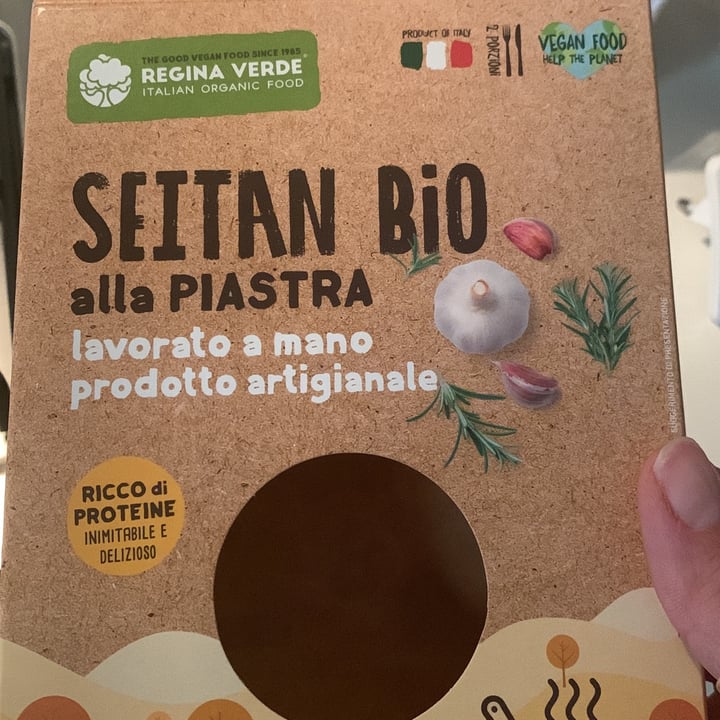 THE GOOD VEGAN FOOD SINCE 1985
REGINA VERDE
ITALIAN ORGANIC FOOD
PRODUCT OF ITALY
2 PORZIONI
VEGAN FOOD
HELP THE PLANET
SEITAN BiO
alla PIASTRA
lavorato a mano
prodotto artigianale
SUGGERIMENTO DI PRESENTAZIONE
RICCO di
PROTEINE
INIMITABILE E
DELIZIOSO